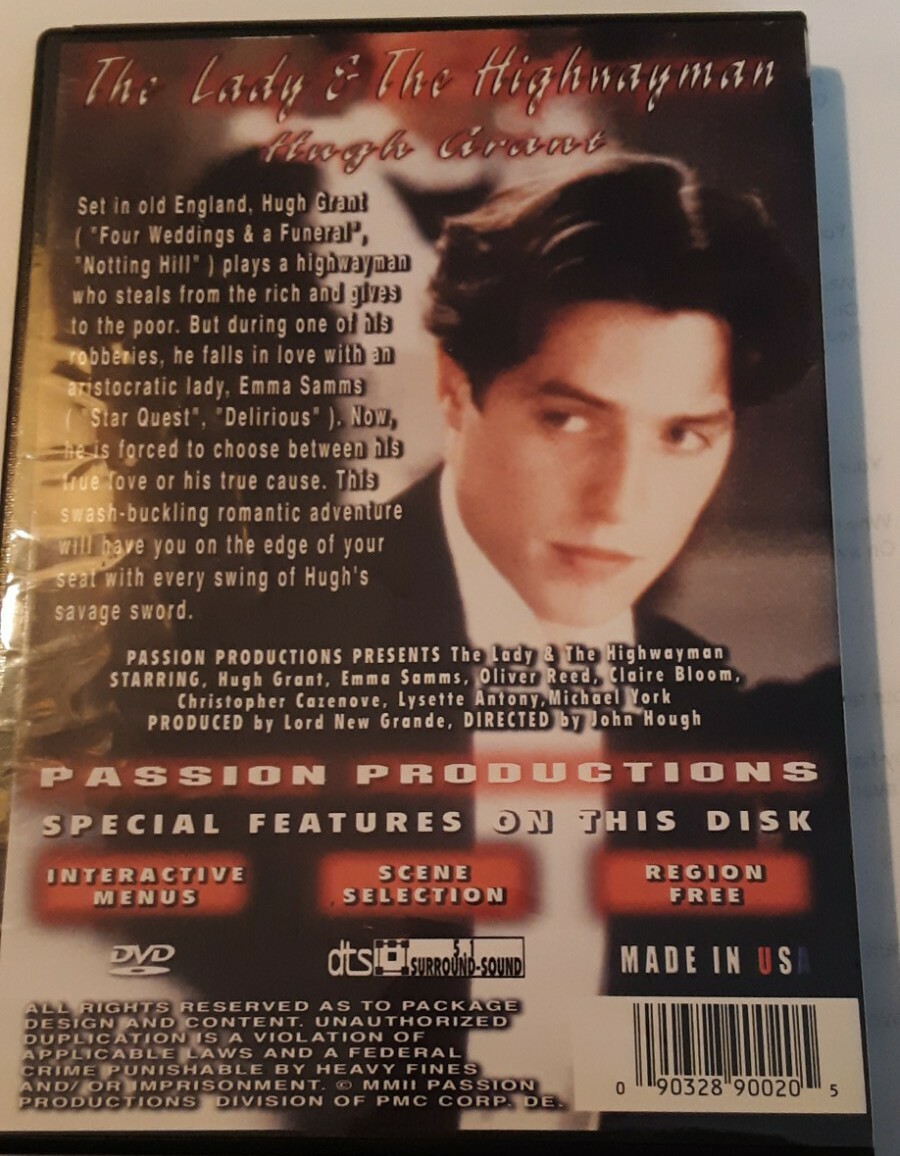 The Lady & The Highwayman
Hugh Grant
Set in old England, Hugh Grant
( "Four Weddings & a Funeral",
"Notting Hill" ) plays a highwayman
who steals from the rich and gives
to the poor. But during one of his
robberies, he falls in love with an
aristocratic lady, Emma Samms
( "Star Quest", "Delirious" ). Now,
he is forced to choose between his
true love or his true cause. This
swash-buckling romantic adventure
will have you on the edge of your
seat with every swing of Hugh's
savage sword.
PASSION PRODUCTIONS PRESENTS The Lady & The Highwayman
STARRING, Hugh Grant, Emma Samms, Oliver Reed, Claire Bloom,
Christopher Cazenove, Lysette Antony, Michael York
PRODUCED by Lord New Grande, DIRECTED by John Hough
PASSION PRODUCTIONS
SPECIAL FEATURES ON THIS DISK
INTERACTIVE
MENUS
SCENE
SELECTION
REGION
FREE
DVD
dts 5.1
SURROUND-SOUND
MADE IN USA
ALL RIGHTS RESERVED AS TO PACKAGE
DESIGN AND CONTENT. UNAUTHORIZED
DUPLICATION IS A VIOLATION OF
APPLICABLE LAWS AND A FEDERAL
CRIME PUNISHABLE BY HEAVY FINES
AND/ OR IMPRISONMENT. © MMII PASSION
PRODUCTIONS DIVISION OF PMC CORP. DE.
0 90328 90020 5